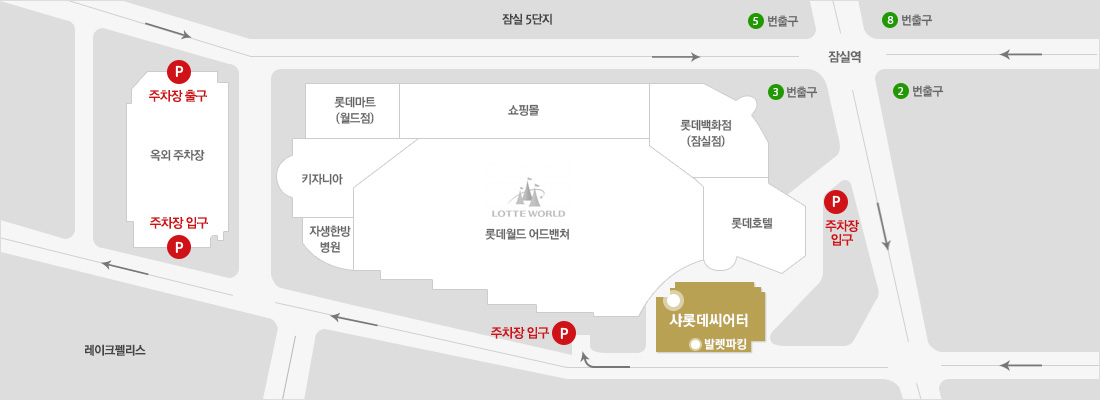 잠실 5단지
5 번출구
8 번출구
잠실역
3 번출구
2 번출구
P
주차장 출구
옥외 주차장
주차장 입구
P
롯데마트
(월드점)
쇼핑몰
롯데백화점
(잠실점)
키자니아
LOTTE WORLD
롯데월드 어드밴쳐
자생한방
병원
롯데호텔
P
주차장
입구
샤롯데씨어터
발렛파킹
주차장 입구 P
레이크펠리스